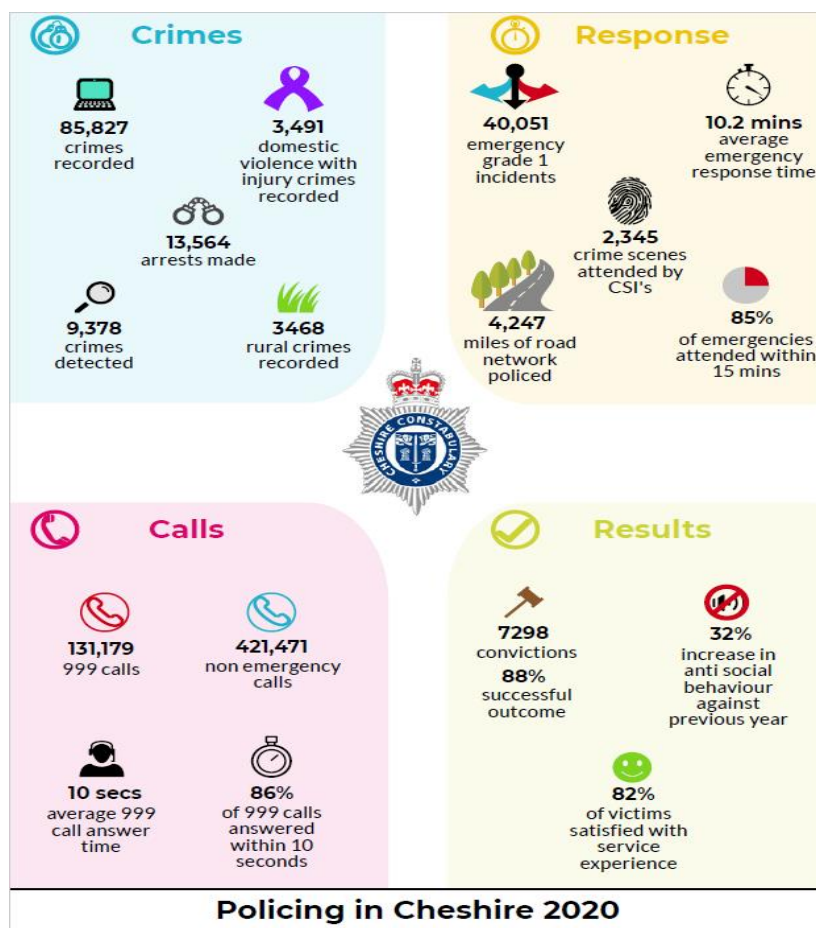 Crimes
85,827
crimes
recorded
3,491
domestic
violence with
injury crimes
recorded
13,564
arrests made
9,378
crimes
detected
3468
rural crimes
recorded
Response
40,051
emergency
grade 1
incidents
10.2 mins
average
emergency
response time
2,345
crime scenes
attended by
CSI's
4,247
miles of road
network
policed
85%
of emergencies
attended within
15 mins
CHESHIRE CONSTABULARY
Calls
131,179
999 calls
421,471
non emergency
calls
10 secs
average 999
call answer
time
86%
of 999 calls
answered
within 10
seconds
Results
7298
convictions
88%
successful
outcome
32%
increase in
anti social
behaviour
against
previous year
82%
of victims
satisfied with
service
experience
Policing in Cheshire 2020